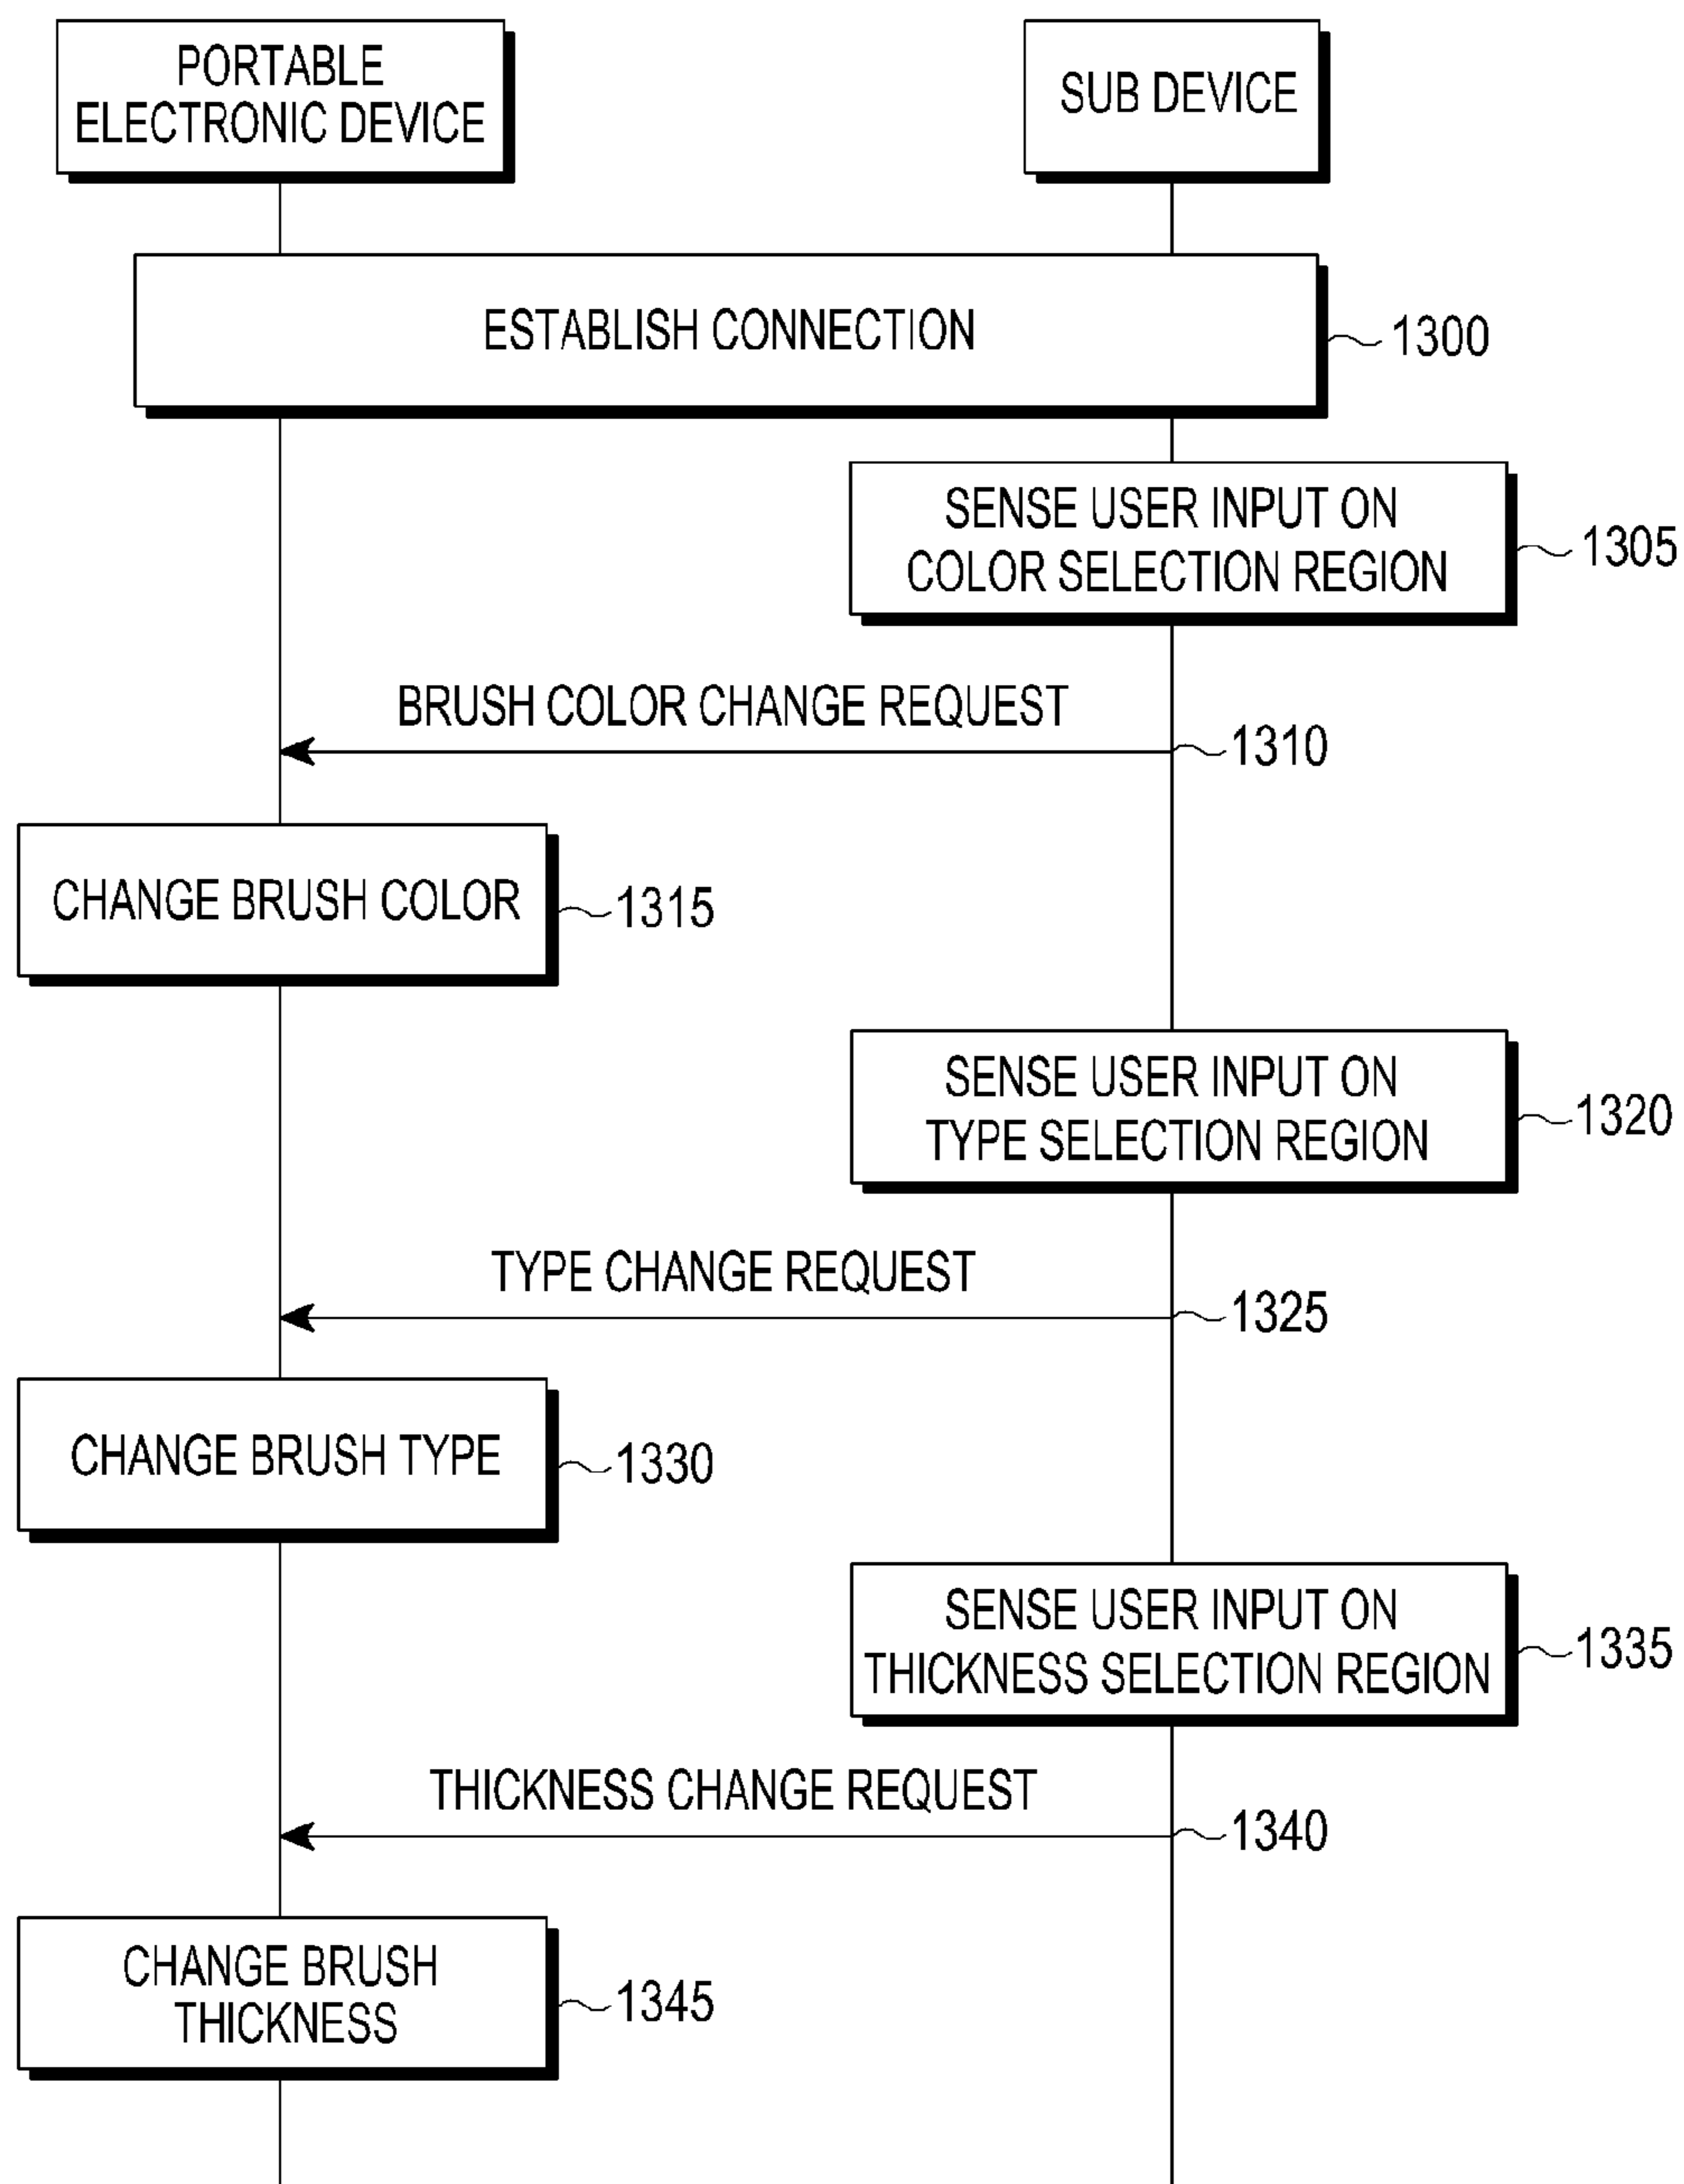 PORTABLE
ELECTRONIC DEVICE
SUB DEVICE
ESTABLISH CONNECTION
1300
SENSE USER INPUT ON
COLOR SELECTION REGION
1305
BRUSH COLOR CHANGE REQUEST
1310
CHANGE BRUSH COLOR
1315
SENSE USER INPUT ON
TYPE SELECTION REGION
1320
TYPE CHANGE REQUEST
1325
CHANGE BRUSH TYPE
1330
SENSE USER INPUT ON
THICKNESS SELECTION REGION
1335
THICKNESS CHANGE REQUEST
1340
CHANGE BRUSH
THICKNESS
1345